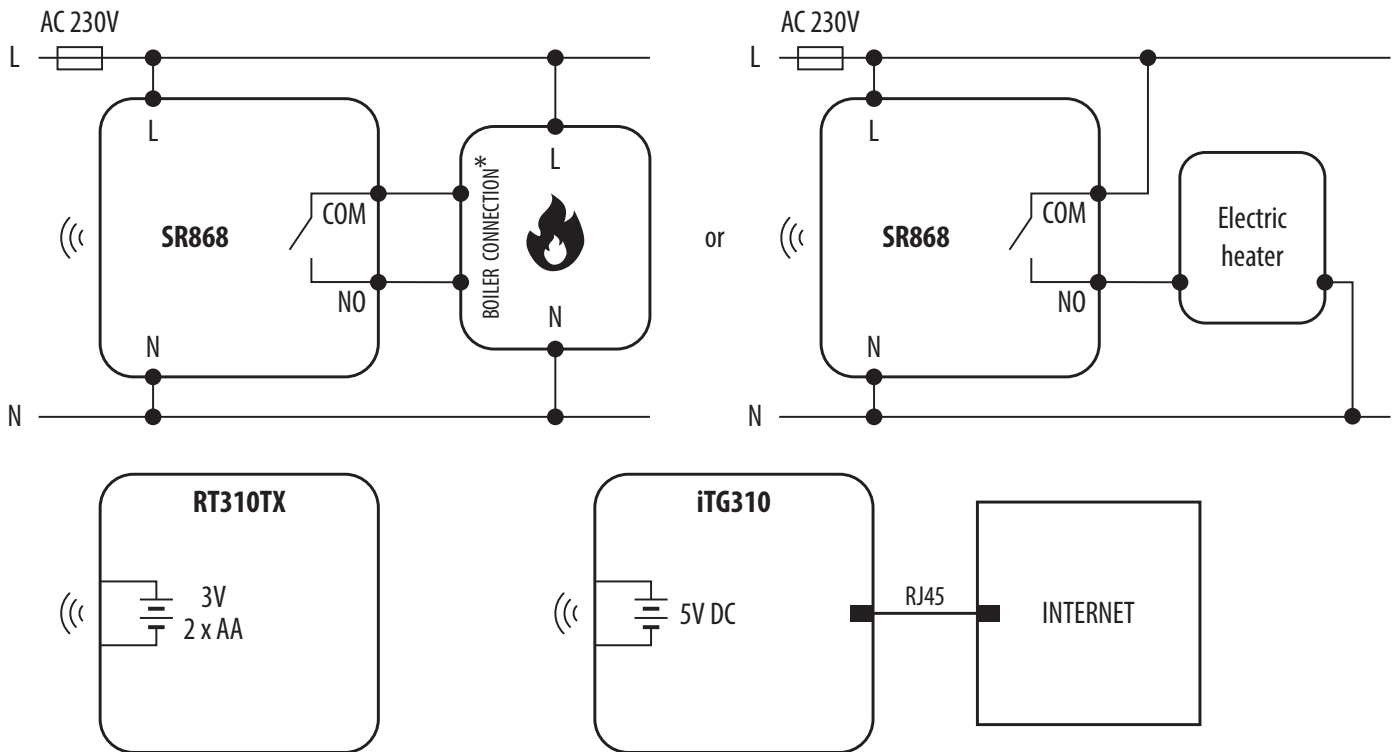 AC 230V
L
L
SR868
COM
NO
N
BOILER CONNECTION*
L
N
N
or
AC 230V
L
L
SR868
COM
NO
N
Electric
heater
N
RT310TX
3V
2 x AA
iTG310
5V DC
RJ45
INTERNET